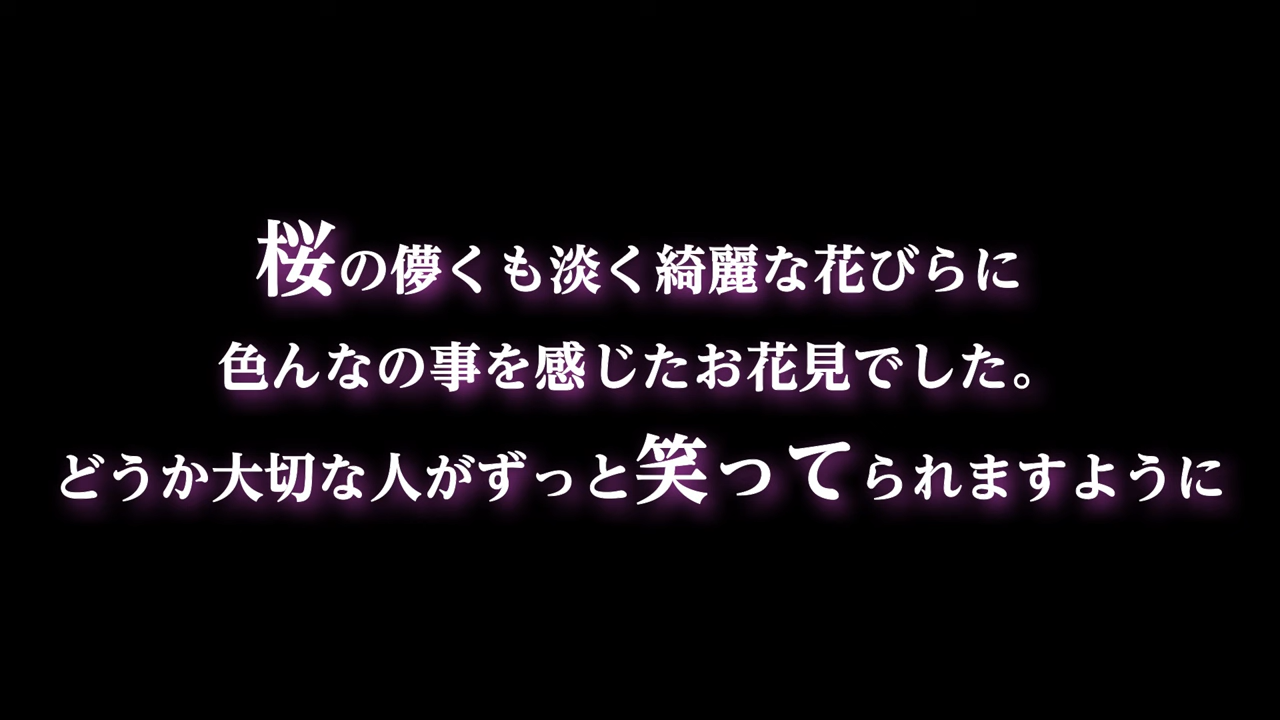 桜の儚くも淡く綺麗な花びらに
色んなの事を感じたお花見でした。
どうか大切な人がずっと笑ってられますように